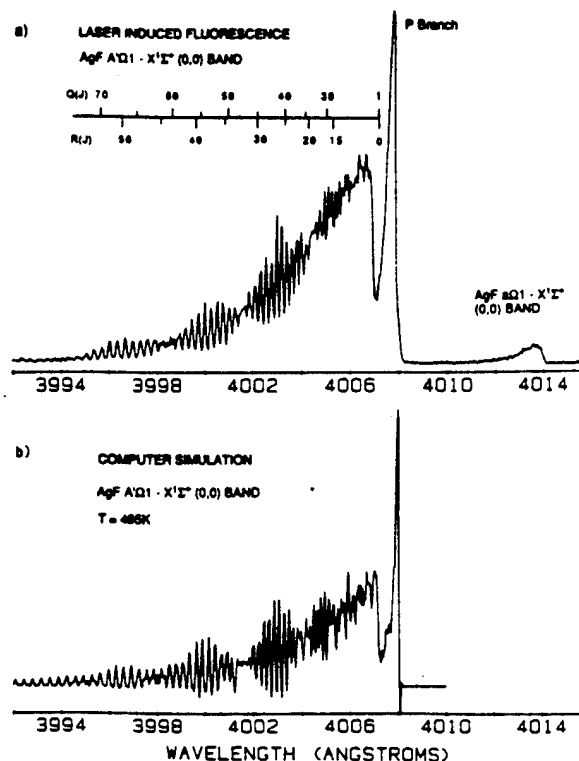 a)
LASER INDUCED FLUORESCENCE
AgF A'Ω1 - X¹Σ⁺ (0,0) BAND
P Branch
Q(J) 70 60 50 40 30 1
R(J) 50 40 30 20 15 0
AgF aΩ1 - X¹Σ⁺
(0,0) BAND
3994 3998 4002 4006 4010 4014
b)
COMPUTER SIMULATION
AgF A'Ω1 - X¹Σ⁺ (0,0) BAND
3994 3998 4002 4006 4010 4014
WAVELENGTH (ANGSTROMS)